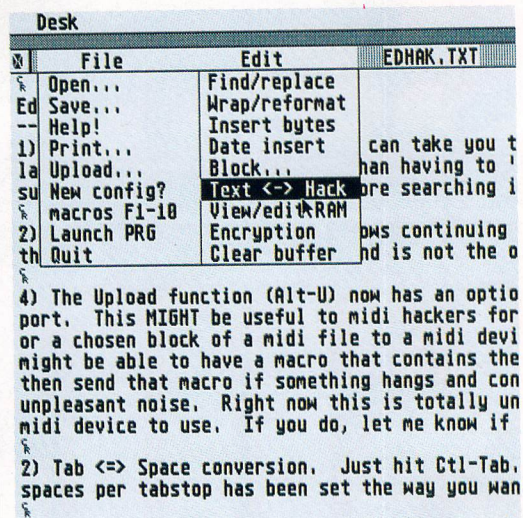 Desk
File Edit EDHAK.TXT
Open... Find/replace
Ed Save... Wrap/reformat
-- Help! Insert bytes
1) Print... Date insert can take you t
la Upload... Block... han having to '
su New config? Text <-> Hack ore searching i
macros F1-10 View/edit RAM
2) Launch PRG Encryption ows continuing
th Quit Clear buffer nd is not the o
4) The Upload function (Alt-U) now has an optio
port. This MIGHT be useful to midi hackers for
or a chosen block of a midi file to a midi devi
might be able to have a macro that contains the
then send that macro if something hangs and con
unpleasant noise. Right now this is totally un
midi device to use. If you do, let me know if
2) Tab <=> Space conversion. Just hit Ctl-Tab.
spaces per tabstop has been set the way you wan